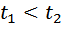 t₁ < t₂